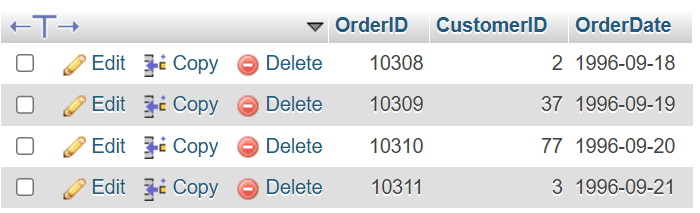 OrderID CustomerID OrderDate
Edit Copy Delete 10308 2 1996-09-18
Edit Copy Delete 10309 37 1996-09-19
Edit Copy Delete 10310 77 1996-09-20
Edit Copy Delete 10311 3 1996-09-21